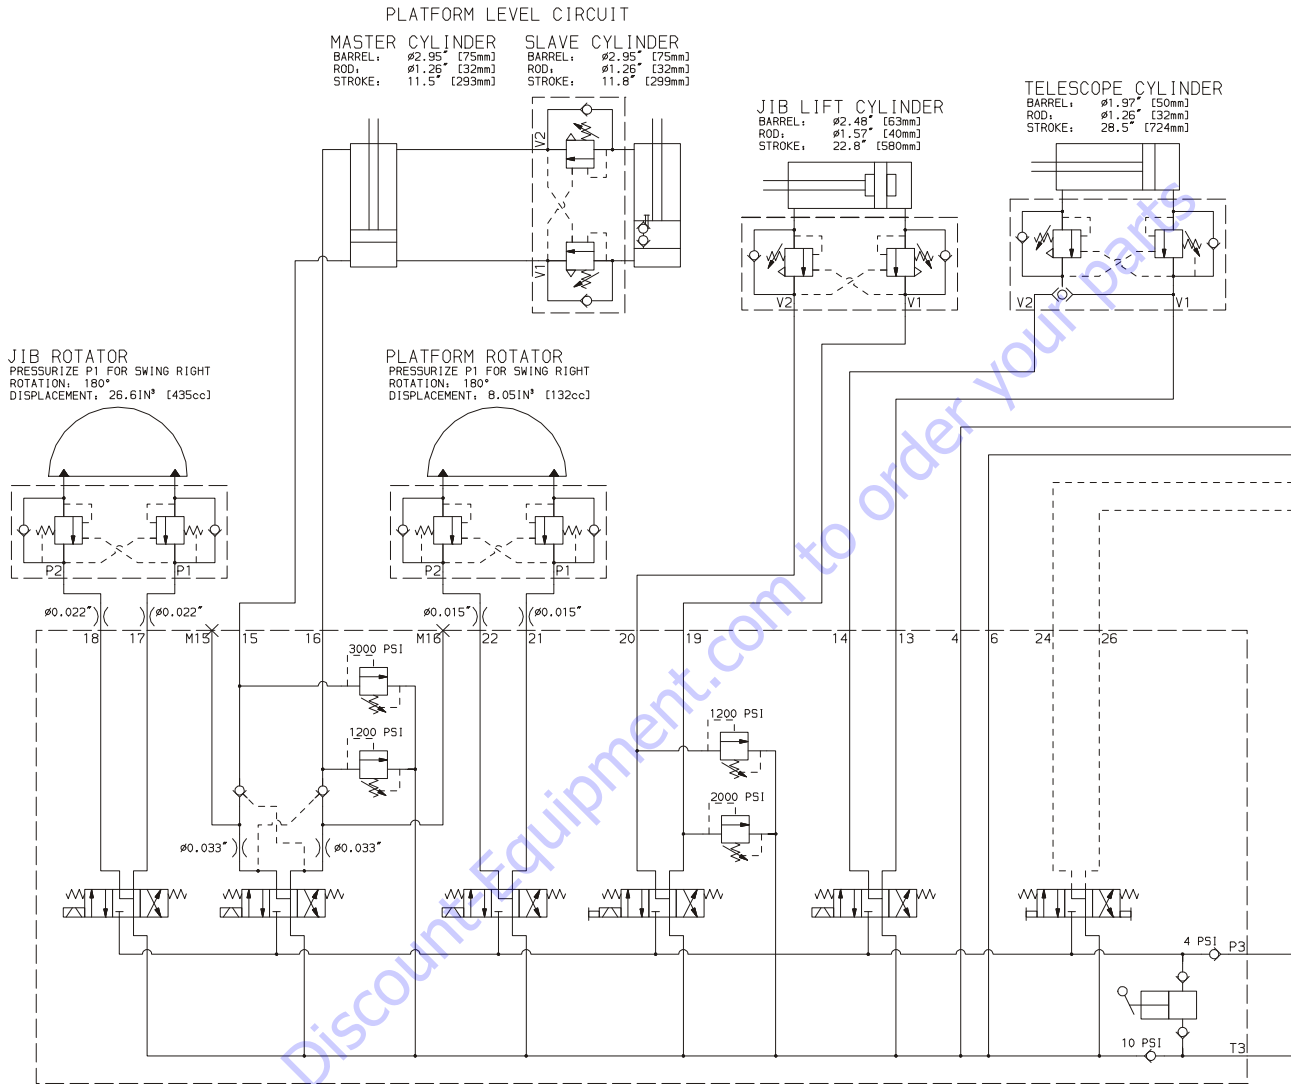 PLATFORM LEVEL CIRCUIT
MASTER CYLINDER
BARREL: ø2.95" [75mm]
ROD: ø1.26" [32mm]
STROKE: 11.5" [293mm]
SLAVE CYLINDER
BARREL: ø2.95" [75mm]
ROD: ø1.26" [32mm]
STROKE: 11.8" [299mm]
V2
V1
JIB LIFT CYLINDER
BARREL: ø2.48" [63mm]
ROD: ø1.57" [40mm]
STROKE: 22.8" [580mm]
V2
V1
TELESCOPE CYLINDER
BARREL: ø1.97" [50mm]
ROD: ø1.26" [32mm]
STROKE: 28.5" [724mm]
V2
V1
JIB ROTATOR
PRESSURIZE P1 FOR SWING RIGHT
ROTATION: 180°
DISPLACEMENT: 26.6IN³ [435cc]
P2
P1
PLATFORM ROTATOR
PRESSURIZE P1 FOR SWING RIGHT
ROTATION: 180°
DISPLACEMENT: 8.05IN³ [132cc]
P2
P1
ø0.022"
ø0.022"
ø0.015"
ø0.015"
18
17
M15
15
16
M16
22
21
20
19
14
13
4
6
24
26
3000 PSI
1200 PSI
1200 PSI
2000 PSI
ø0.033"
ø0.033"
4 PSI
P3
10 PSI
T3
Discount-Equipment.com to order your parts